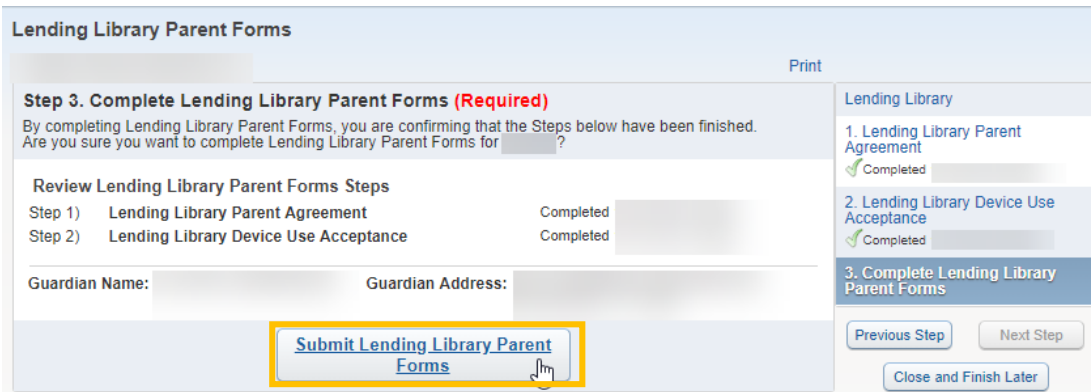 Lending Library Parent Forms
Print
Step 3. Complete Lending Library Parent Forms (Required)
By completing Lending Library Parent Forms, you are confirming that the Steps below have been finished.
Are you sure you want to complete Lending Library Parent Forms for ?
Review Lending Library Parent Forms Steps
Step 1) Lending Library Parent Agreement Completed
Step 2) Lending Library Device Use Acceptance Completed
Guardian Name: Guardian Address:
Submit Lending Library Parent
Forms
Lending Library
1. Lending Library Parent
Agreement
Completed
2. Lending Library Device Use
Acceptance
Completed
3. Complete Lending Library
Parent Forms
Previous Step Next Step
Close and Finish Later